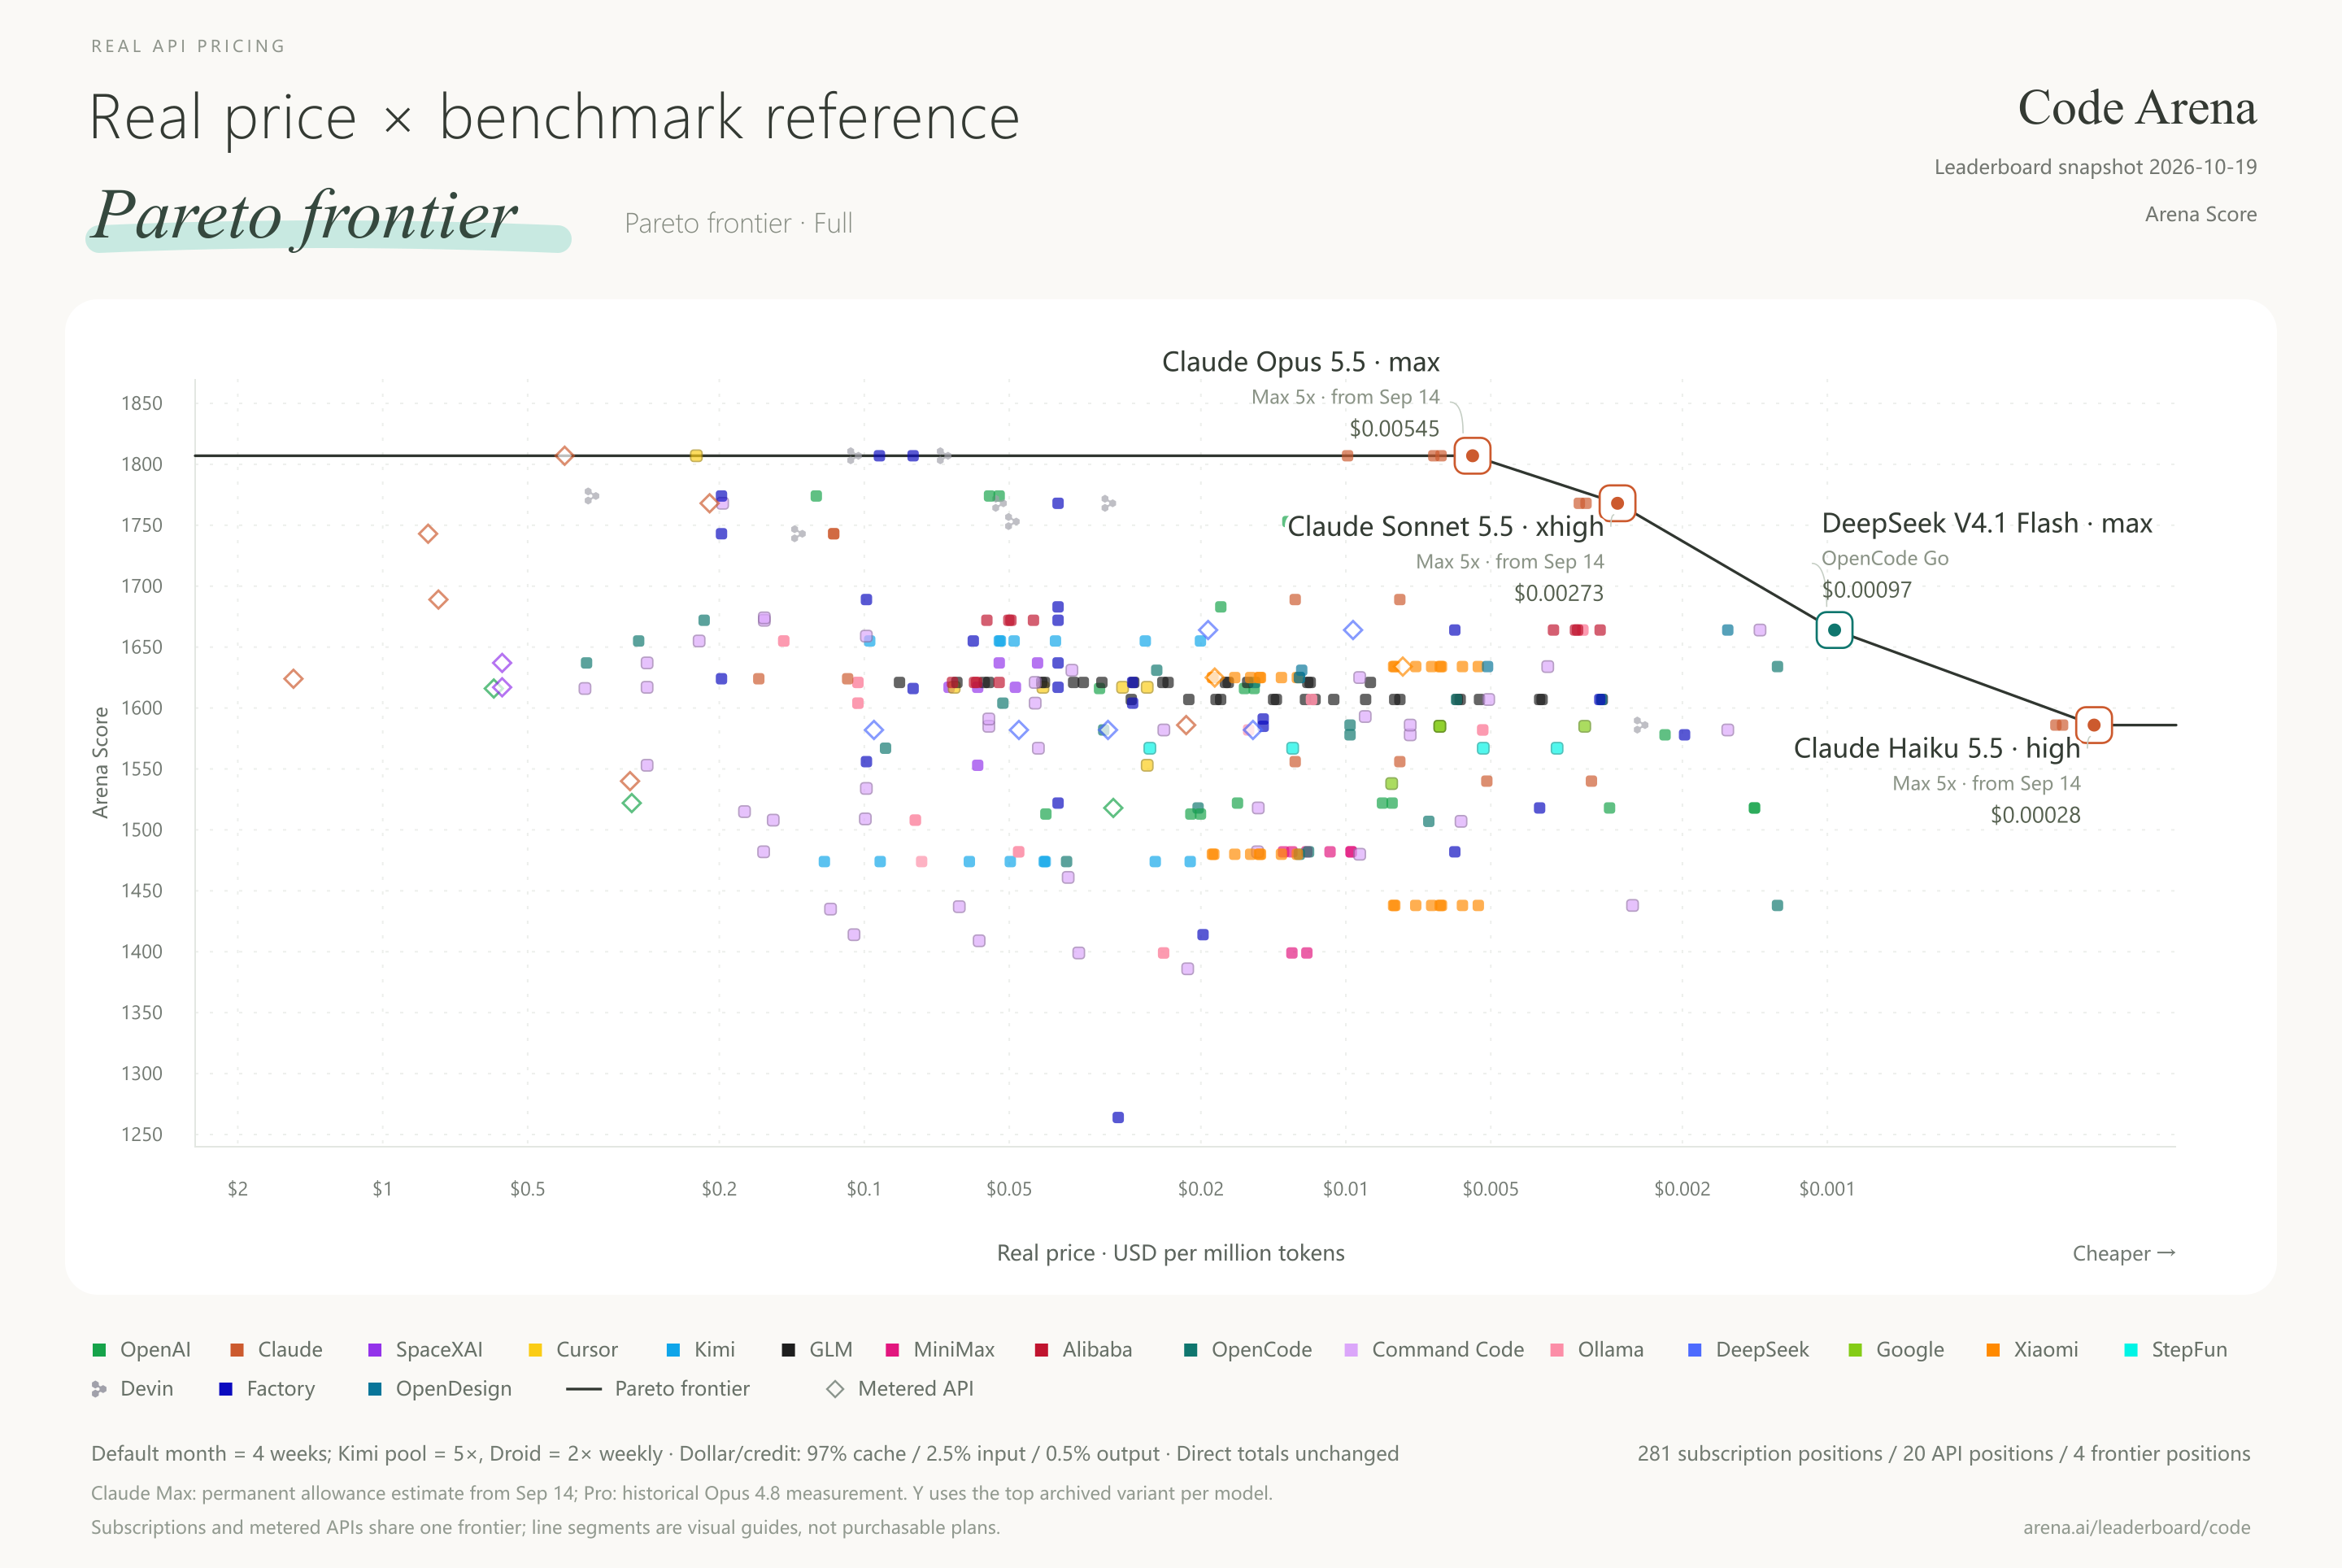 REAL API PRICING
Real price × benchmark reference
Pareto frontier
Pareto frontier · Full
Code Arena
Leaderboard snapshot 2026-10-19
Arena Score
Claude Opus 5.5 · max
Max 5x · from Sep 14
$0.00545
Claude Sonnet 5.5 · xhigh
Max 5x · from Sep 14
$0.00273
DeepSeek V4.1 Flash · max
OpenCode Go
$0.00097
Claude Haiku 5.5 · high
Max 5x · from Sep 14
$0.00028
Arena Score
1850
1800
1750
1700
1650
1600
1550
1500
1450
1400
1350
1300
1250
$2 $1 $0.5 $0.2 $0.1 $0.05 $0.02 $0.01 $0.005 $0.002 $0.001
Real price · USD per million tokens
Cheaper →
OpenAI Claude SpaceXAI Cursor Kimi GLM MiniMax Alibaba OpenCode Command Code Ollama DeepSeek Google Xiaomi StepFun
Devin Factory OpenDesign Pareto frontier Metered API
Default month = 4 weeks; Kimi pool = 5×, Droid = 2× weekly · Dollar/credit: 97% cache / 2.5% input / 0.5% output · Direct totals unchanged
281 subscription positions / 20 API positions / 4 frontier positions
Claude Max: permanent allowance estimate from Sep 14; Pro: historical Opus 4.8 measurement. Y uses the top archived variant per model.
Subscriptions and metered APIs share one frontier; line segments are visual guides, not purchasable plans.
arena.ai/leaderboard/code